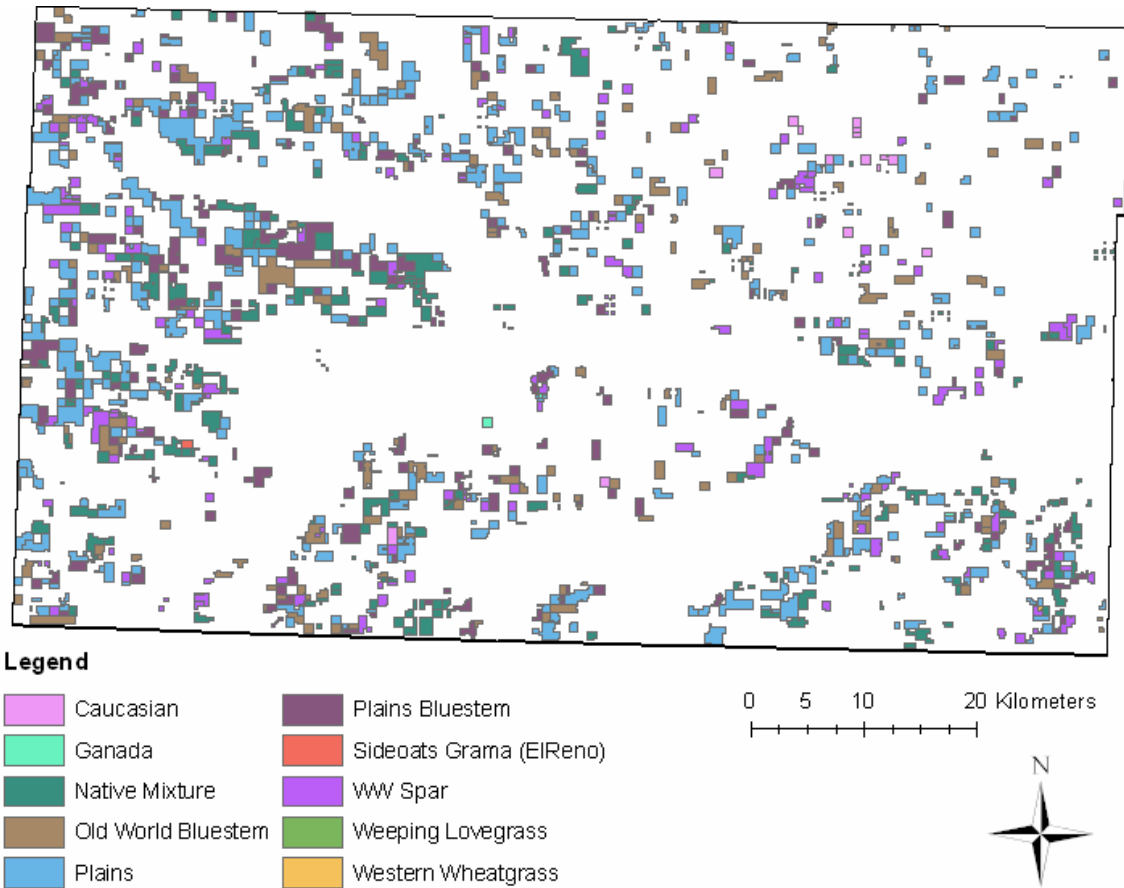 Legend
Caucasian
Ganada
Native Mixture
Old World Bluestem
Plains
Plains Bluestem
Sideoats Grama (ElReno)
WW Spar
Weeping Lovegrass
Western Wheatgrass
0 5 10 20 Kilometers
N